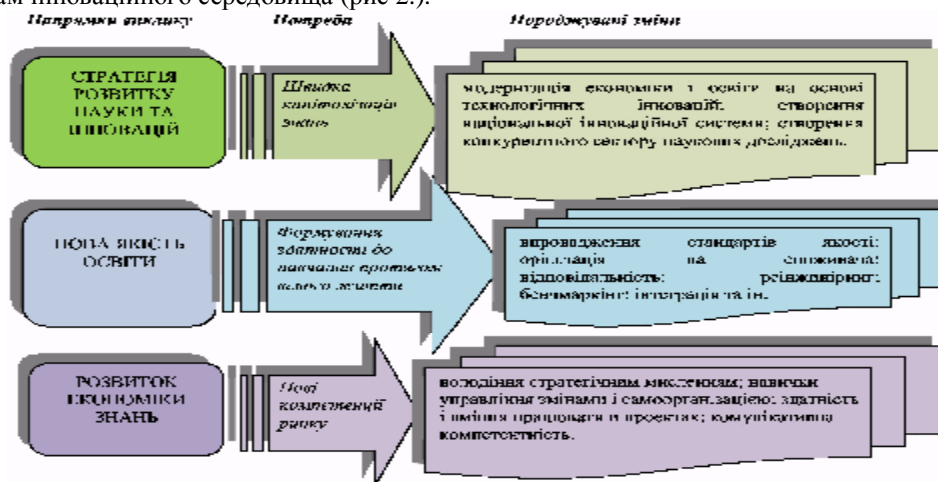 ам інноваційного середовища (рис 2.).
Напрямки виклику Потреба Породжувані зміни
СТРАТЕГІЯ
РОЗВИТКУ
НАУКИ ТА
ІННОВАЦІЙ
Швидка
капіталізація
знань
модернізація економіки і освіти на основі
технологічних інновацій; створення
національної інноваційної системи; створення
конкурентного сектору наукових досліджень.
НОВА ЯКІСТЬ
ОСВІТИ
Формування
здатності до
навчання протягом
всього життя
впровадження стандартів якості;
орієнтація на споживача;
відповідальність; реінжиніринг;
бенчмаркінг; інтеграція та ін.
РОЗВИТОК
ЕКОНОМІКИ
ЗНАНЬ
Нові
компетенції
ринку
володіння стратегічним мисленням; навички
управління змінами і самоорганізацією; здатність
і вміння працювати в проектах; комунікативна
компетентність.